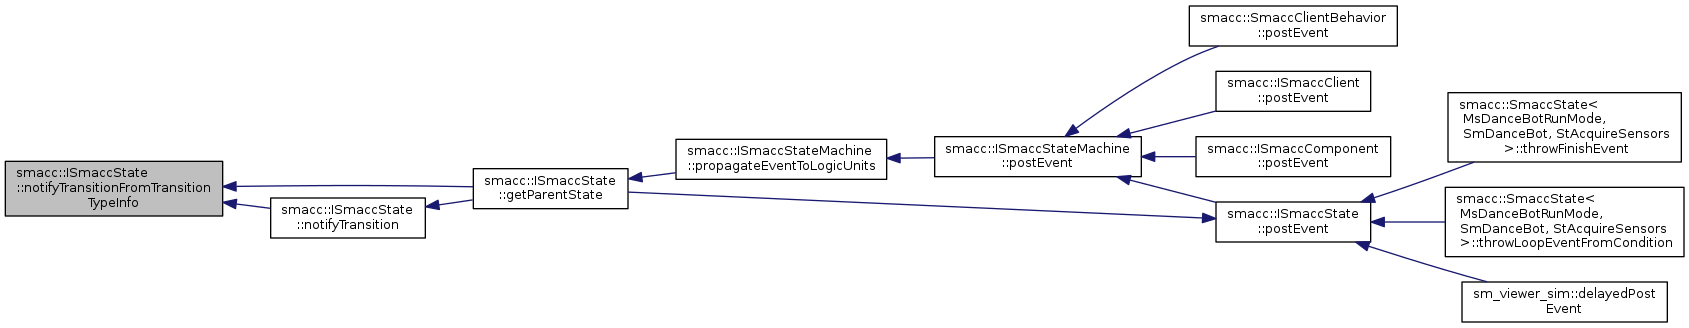 smacc::ISmaccState
::notifyTransitionFromTransition
TypeInfo
smacc::ISmaccState
::notifyTransition
smacc::ISmaccState
::getParentState
smacc::ISmaccStateMachine
::propagateEventToLogicUnits
smacc::ISmaccStateMachine
::postEvent
smacc::SmaccClientBehavior
::postEvent
smacc::ISmaccClient
::postEvent
smacc::ISmaccComponent
::postEvent
smacc::ISmaccState
::postEvent
smacc::SmaccState<
MsDanceBotRunMode,
SmDanceBot, StAcquireSensors
>::throwFinishEvent
smacc::SmaccState<
MsDanceBotRunMode,
SmDanceBot, StAcquireSensors
>::throwLoopEventFromCondition
sm_viewer_sim::delayedPost
Event